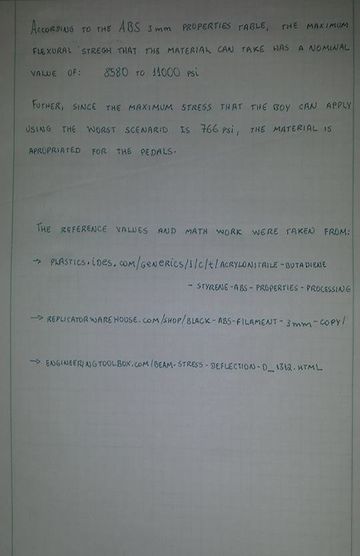 ACCORDING TO THE ABS 3mm PROPERTIES TABLE, THE MAXIMUM
FLEXURAL STREGH THAT THE MATERIAL CAN TAKE HAS A NOMINAL
VALUE OF: 8580 TO 11000 psi
FUTHER, SINCE THE MAXIMUM STRESS THAT THE BOY CAN APPLY
USING THE WORST SCENARIO IS 766 psi, THE MATERIAL IS
APROPRIATED FOR THE PEDALS.
THE REFERENCE VALUES AND MATH WORK WERE TAKEN FROM:
→ PLASTICS.ides.com/generics/1/c/t/ACRYLONITRILE-BUTADIENE
-STYRENE-ABS-PROPERTIES-PROCESSING
→ REPLICATORWAREHOUSE.COM/SHOP/BLACK-ABS-FILAMENT-3mm-COPY/
→ ENGINEERINGTOOLBOX.COM/BEAM-STRESS-DEFLECTION-D_1312.HTML